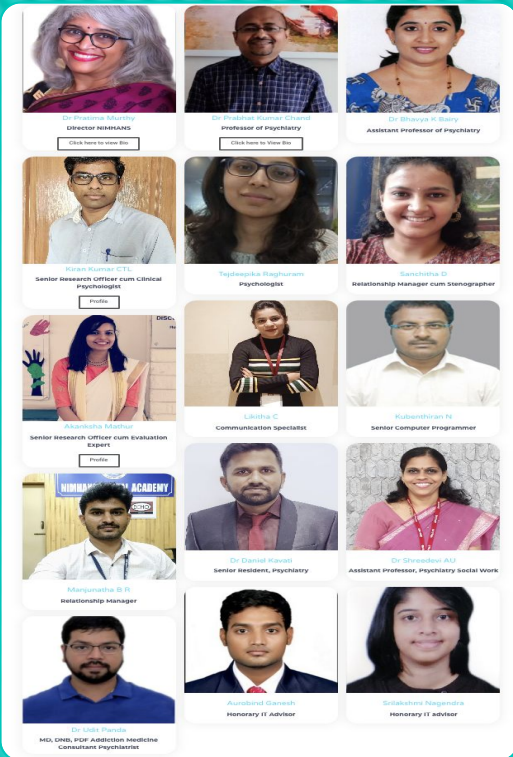 Dr Pratima Murthy
Director NIMHANS
Click here to view Bio
Dr Prabhat Kumar Chand
Professor of Psychiatry
Click here to View Bio
Dr Bhavya K Bairy
Assistant Professor of Psychiatry
Kiran Kumar CTL
Senior Research Officer cum Clinical
Psychologist
Profile
Tejdeepika Raghuram
Psychologist
Sanchitha D
Relationship Manager cum Stenographer
DISC
Akanksha Mathur
Senior Research Officer cum Evaluation
Expert
Profile
Likitha C
Communication Specialist
Kubenthiran N
Senior Computer Programmer
NIMHANS
ACADEMY
Manjunatha B R
Relationship Manager
Dr Daniel Kavati
Senior Resident, Psychiatry
Dr Shreedevi AU
Assistant Professor, Psychiatry Social Work
Dr Udit Panda
MD, DNB, PDF Addiction Medicine
Consultant Psychiatrist
Aurobind Ganesh
Honorary IT Advisor
Srilakshmi Nagendra
Honorary IT advisor